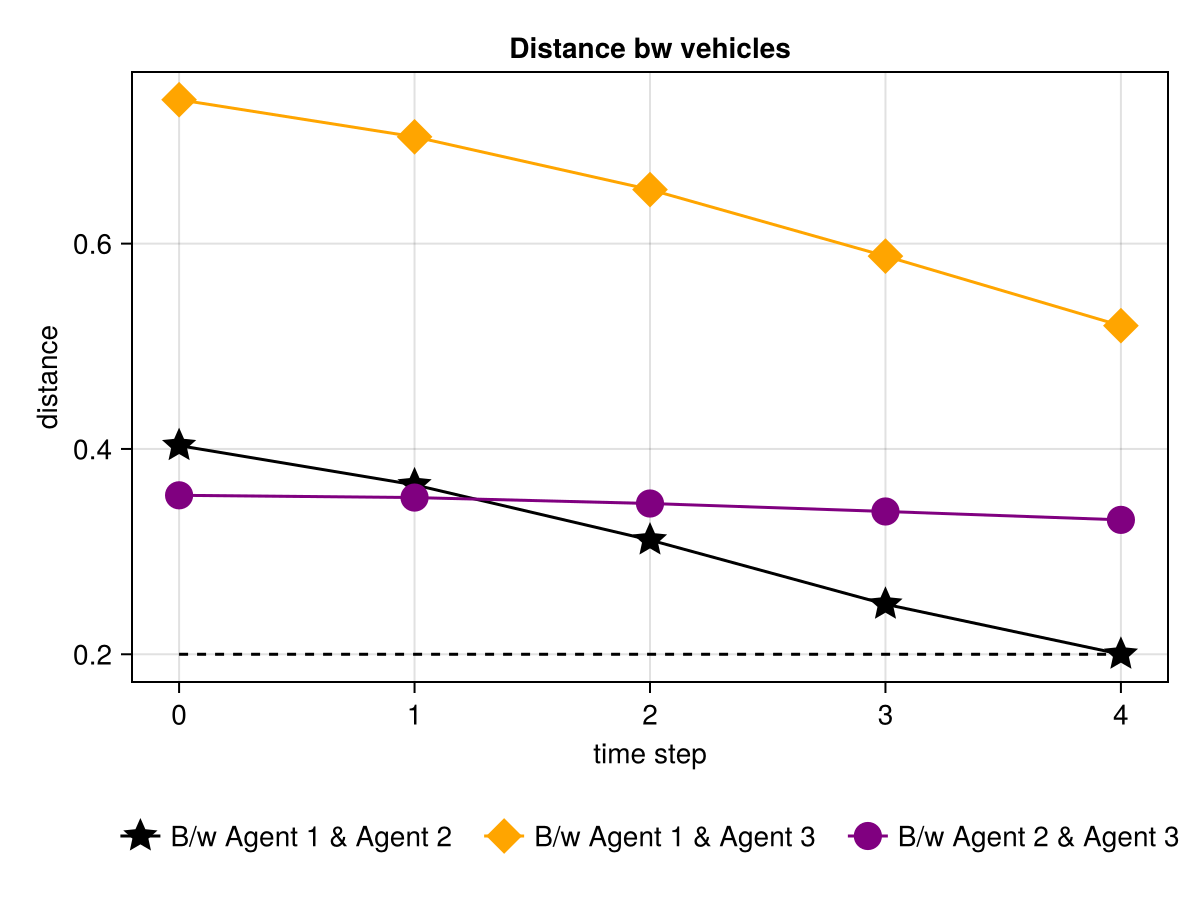 Distance bw vehicles
0.6
0.4
0.2
distance
0 1 2 3 4
time step
B/w Agent 1 & Agent 2 B/w Agent 1 & Agent 3 B/w Agent 2 & Agent 3